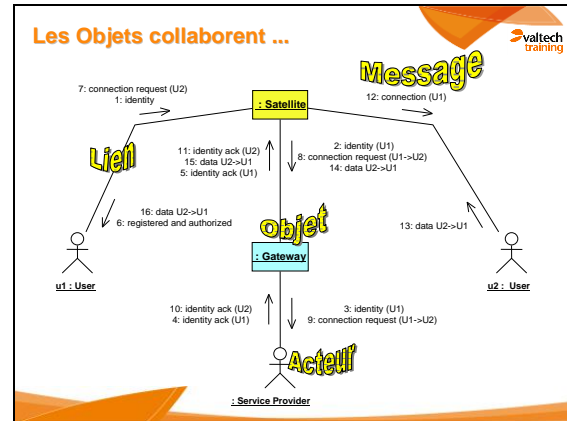 Les Objets collaborent ...
valtech
training
Message
7: connection request (U2)
1: identity
12: connection (U1)
: Satellite
Lien
11: identity ack (U2)
15: data U2->U1
5: identity ack (U1)
2: identity (U1)
8: connection request (U1->U2)
14: data U2->U1
16: data U2->U1
6: registered and authorized
Objet
13: data U2->U1
: Gateway
u1 : User
u2 : User
10: identity ack (U2)
4: identity ack (U1)
3: identity (U1)
9: connection request (U1->U2)
Acteur
: Service Provider